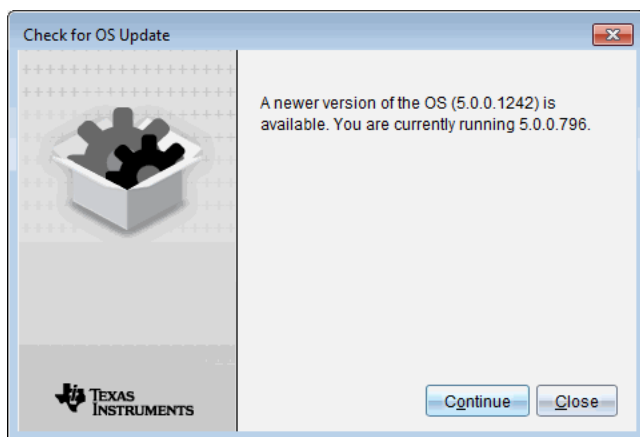 Check for OS Update
A newer version of the OS (5.0.0.1242) is
available. You are currently running 5.0.0.796.
TEXAS
INSTRUMENTS
Continue
Close